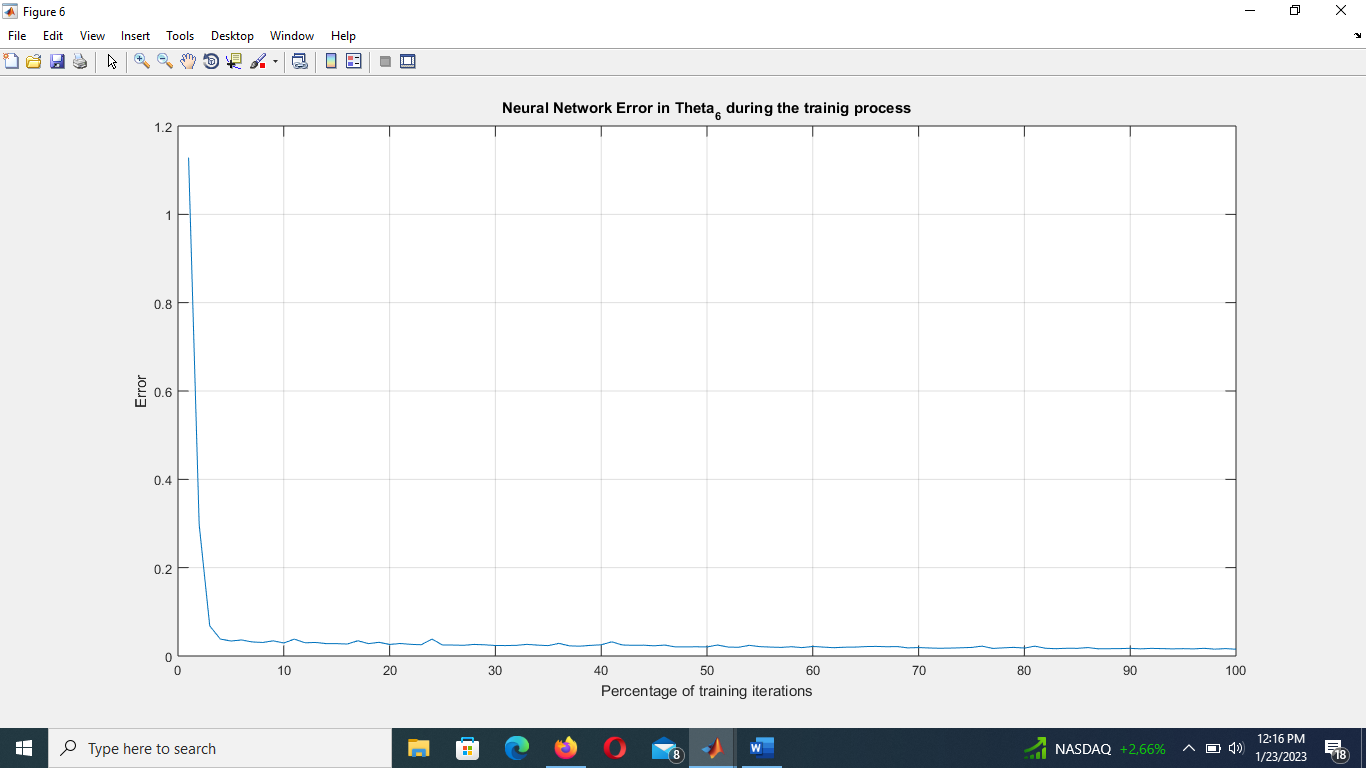 Figure 6
File Edit View Insert Tools Desktop Window Help
Neural Network Error in Theta6 during the trainig process
1.2
1
0.8
0.6
0.4
0.2
0
Error
0 10 20 30 40 50 60 70 80 90 100
Percentage of training iterations
Type here to search
8
W
NASDAQ +2,66%
12:16 PM
1/23/2023
18